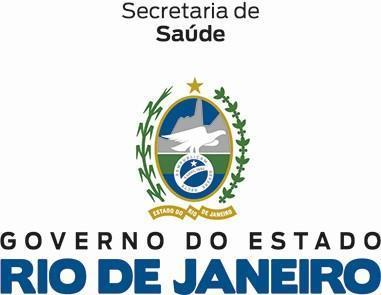 Secretaria de
Saúde
ESTADO DO RIO DE JANEIRO
GOVERNO DO ESTADO
RIO DE JANEIRO